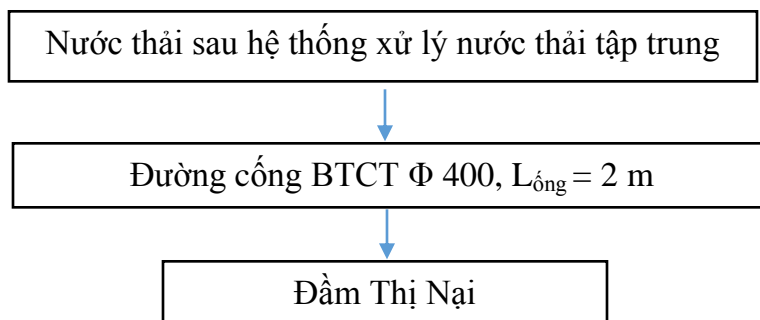 Nước thải sau hệ thống xử lý nước thải tập trung
Đường cống BTCT Φ 400, Lống = 2 m
Đầm Thị Nại